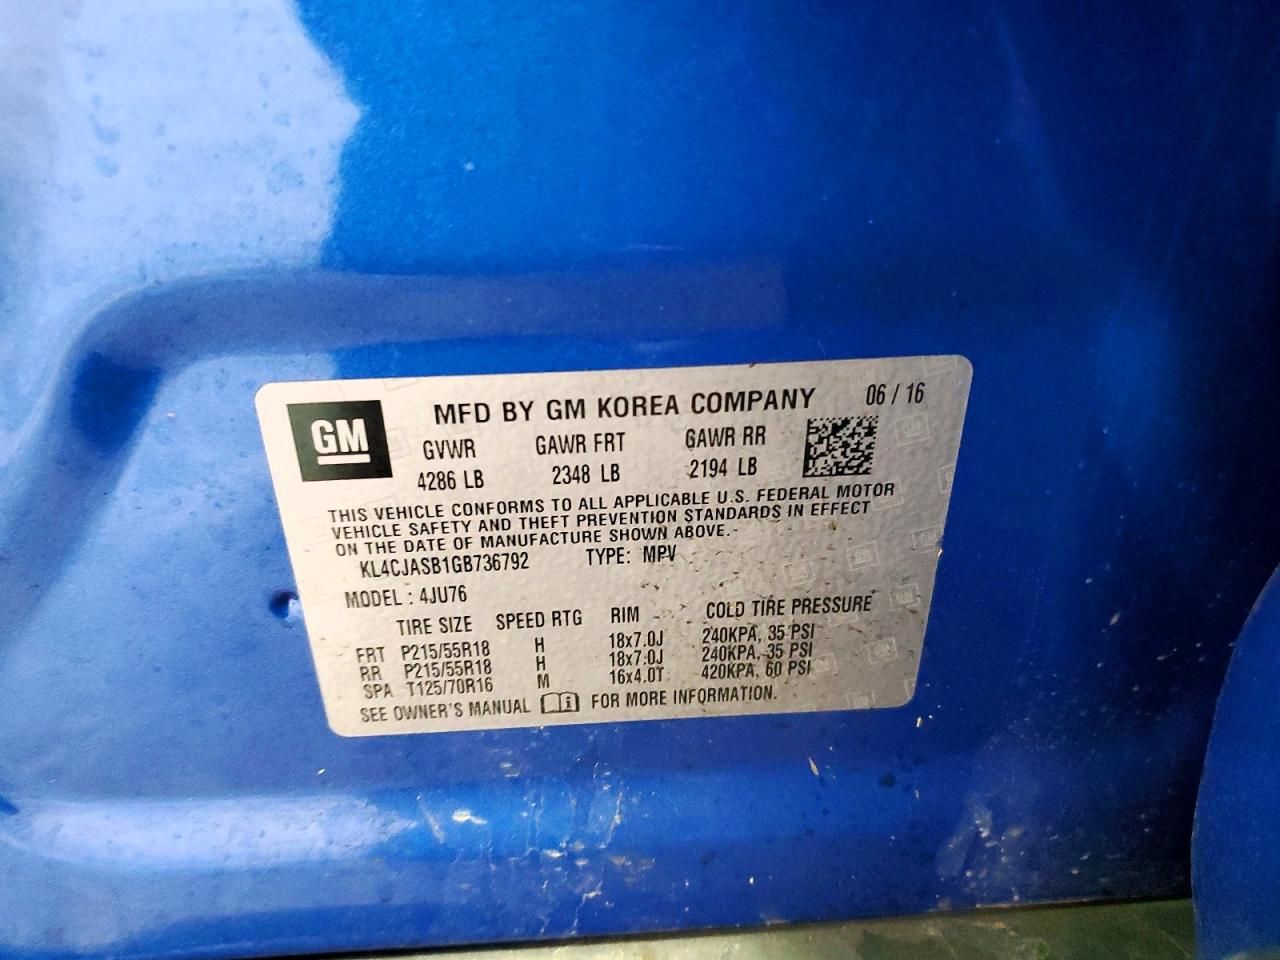 GM
MFD BY GM KOREA COMPANY 06 / 16
GVWR GAWR FRT GAWR RR
4286 LB 2348 LB 2194 LB
THIS VEHICLE CONFORMS TO ALL APPLICABLE U.S. FEDERAL MOTOR
VEHICLE SAFETY AND THEFT PREVENTION STANDARDS IN EFFECT
ON THE DATE OF MANUFACTURE SHOWN ABOVE.
KL4CJASB1GB736792 TYPE: MPV
MODEL : 4JU76
TIRE SIZE SPEED RTG RIM COLD TIRE PRESSURE
FRT P215/55R18 H 18x7.0J 240KPA, 35 PSI
RR P215/55R18 H 18x7.0J 240KPA, 35 PSI
SPA T125/70R16 M 16x4.0T 420KPA, 60 PSI
SEE OWNER'S MANUAL i FOR MORE INFORMATION.